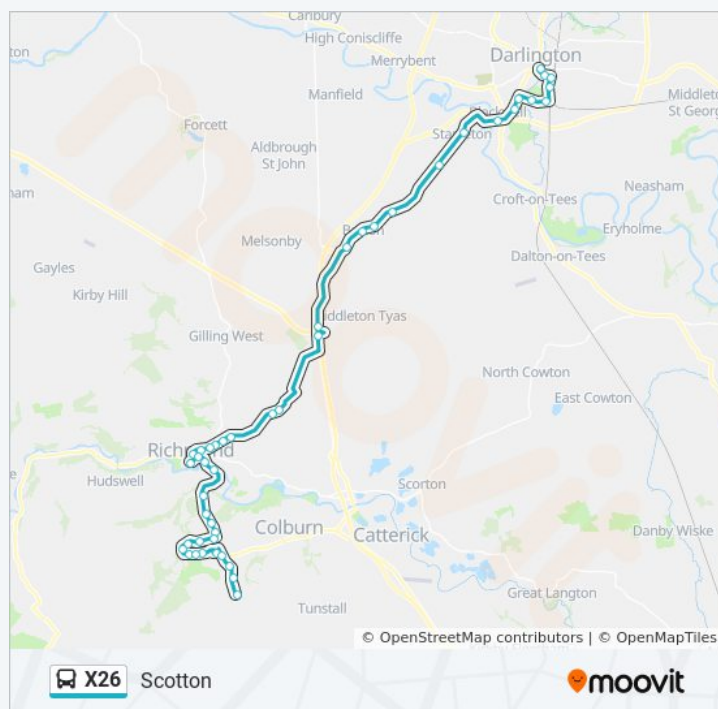 Canbury
High Coniscliffe
Merrybent
Darlington
Manfield
Middleton
St George
Forcett
Blackwell
Stapleton
Aldbrough
St John
Neasham
Croft-on-Tees
Eryholme
Melsonby
Barton
Dalton-on-Tees
Gayles
Kirby Hill
Middleton Tyas
Gilling West
North Cowton
East Cowton
Richmond
Hudswell
Scorton
Colburn
Catterick
Danby Wiske
Great Langton
Tunstall
© OpenStreetMap contributors | © OpenMapTiles
X26 Scotton
moovit